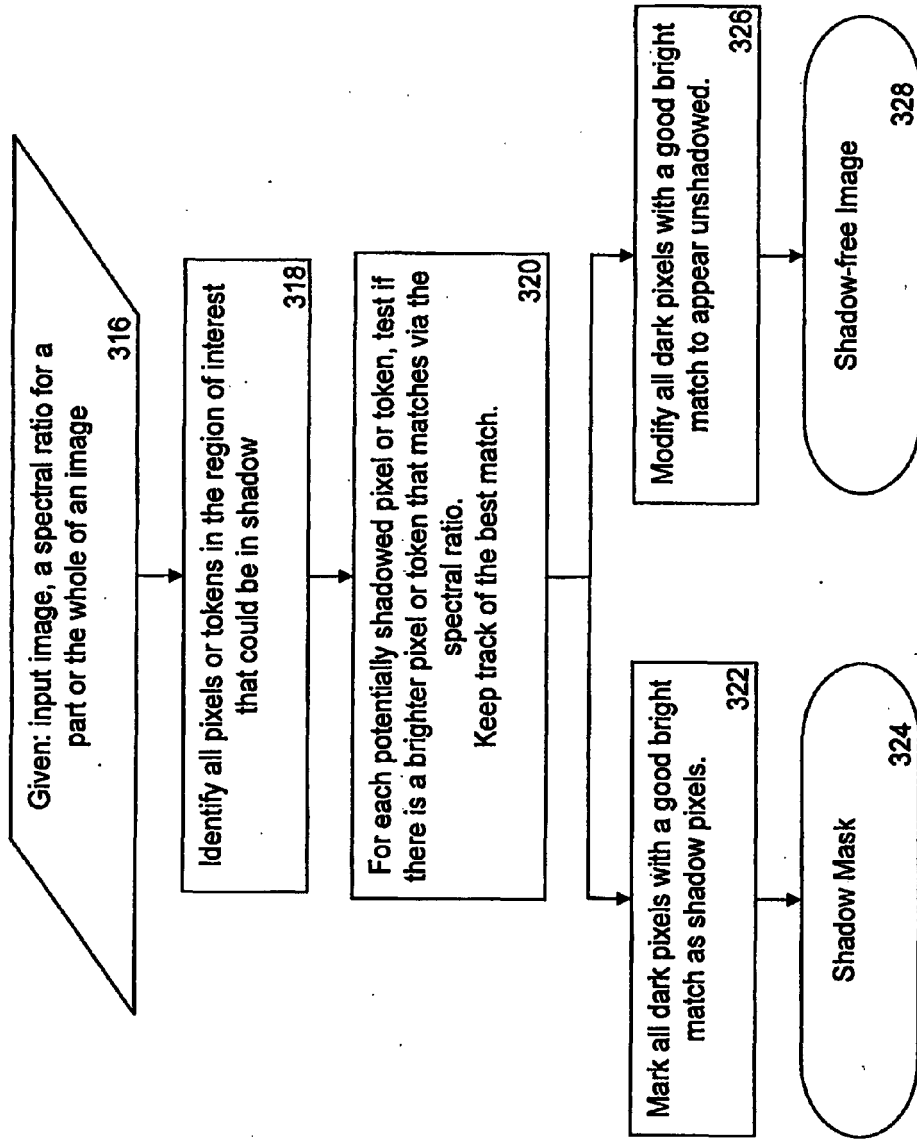 Given: input image, a spectral ratio for a
part or the whole of an image
316
Identify all pixels or tokens in the region of interest
that could be in shadow
318
For each potentially shadowed pixel or token, test if
there is a brighter pixel or token that matches via the
spectral ratio.
Keep track of the best match.
320
Mark all dark pixels with a good bright
match as shadow pixels.
322
Shadow Mask
324
Modify all dark pixels with a good bright
match to appear unshadowed.
326
Shadow-free Image
328